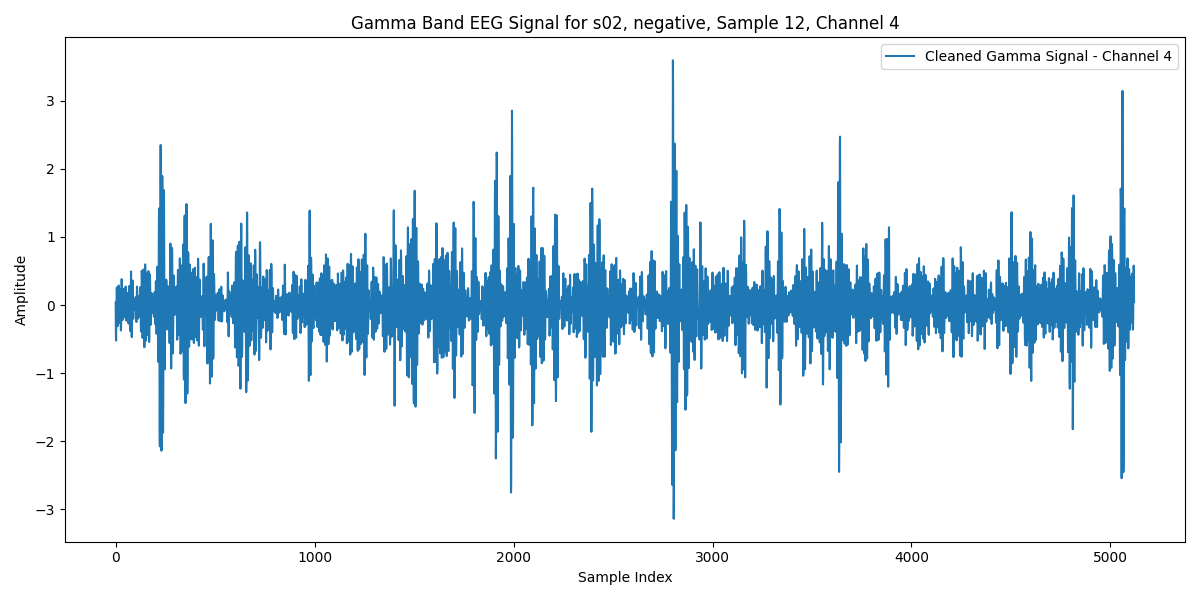 Gamma Band EEG Signal for s02, negative, Sample 12, Channel 4
Cleaned Gamma Signal - Channel 4
Amplitude
3
2
1
0
−1
−2
−3
0 1000 2000 3000 4000 5000
Sample Index